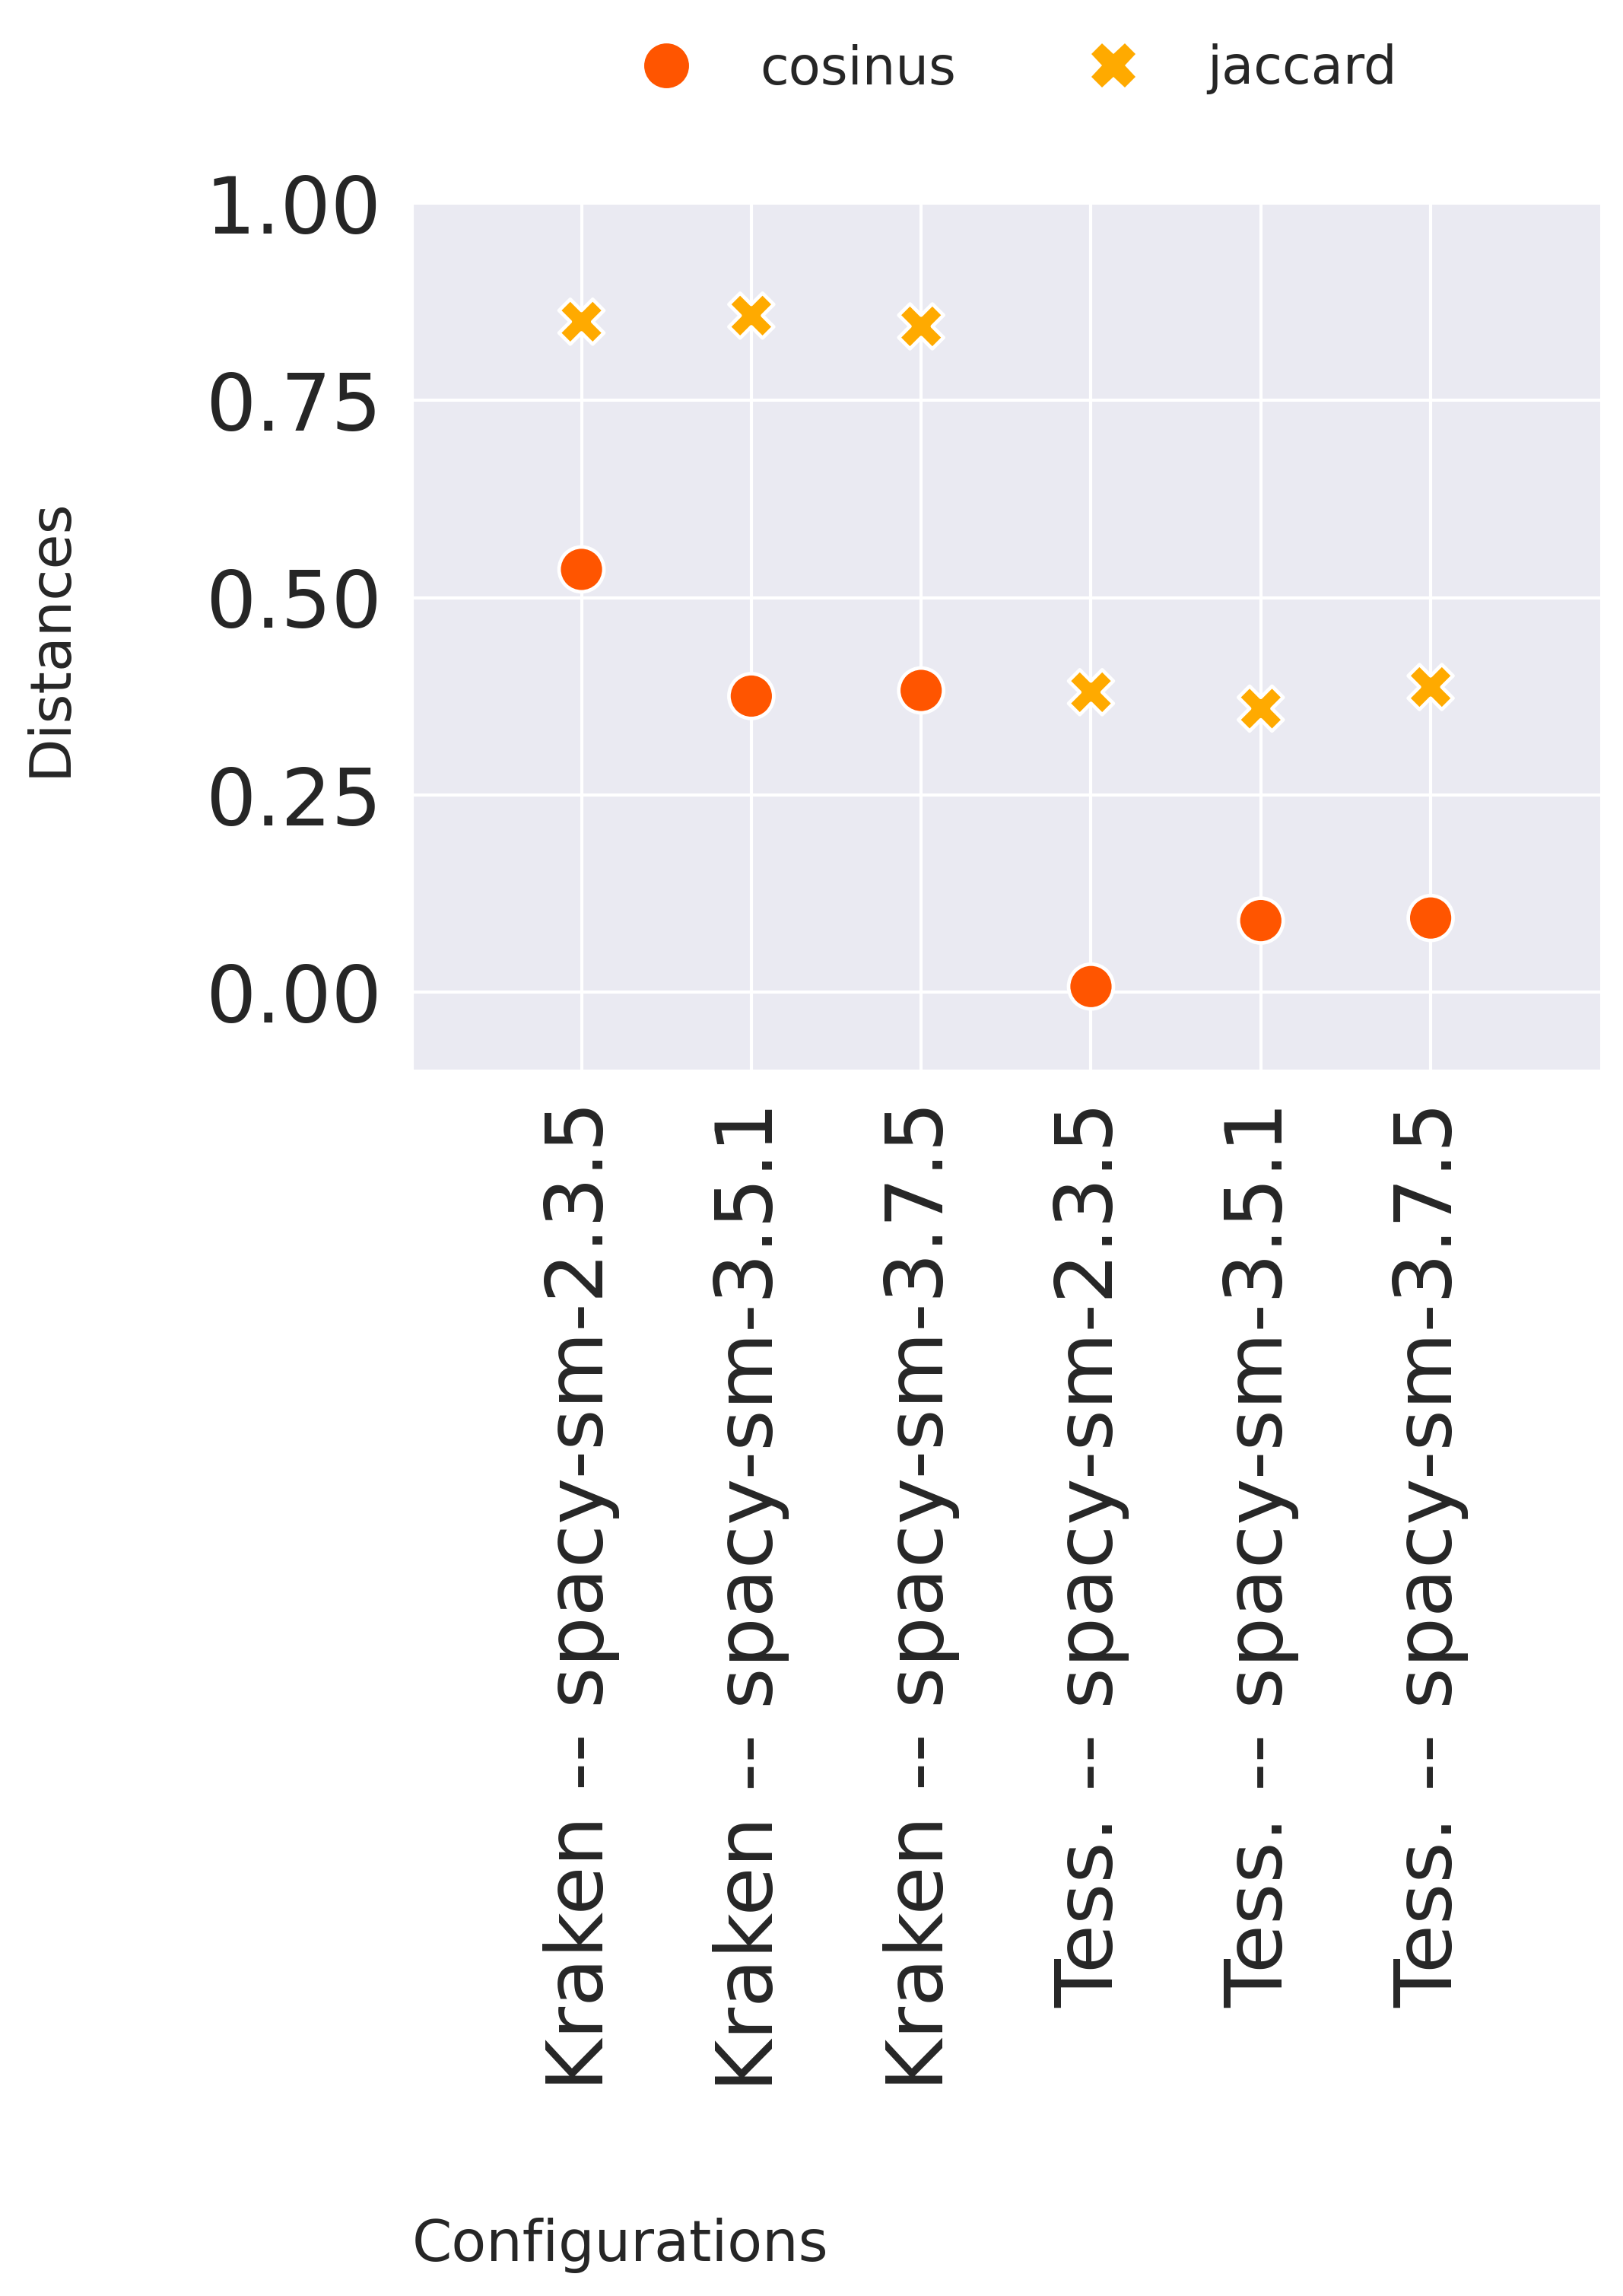 cosinus jaccard
1.00
0.75
0.50
0.25
0.00
Distances
Kraken -- spacy-sm-2.3.5
Kraken -- spacy-sm-3.5.1
Kraken -- spacy-sm-3.7.5
Tess. -- spacy-sm-2.3.5
Tess. -- spacy-sm-3.5.1
Tess. -- spacy-sm-3.7.5
Configurations